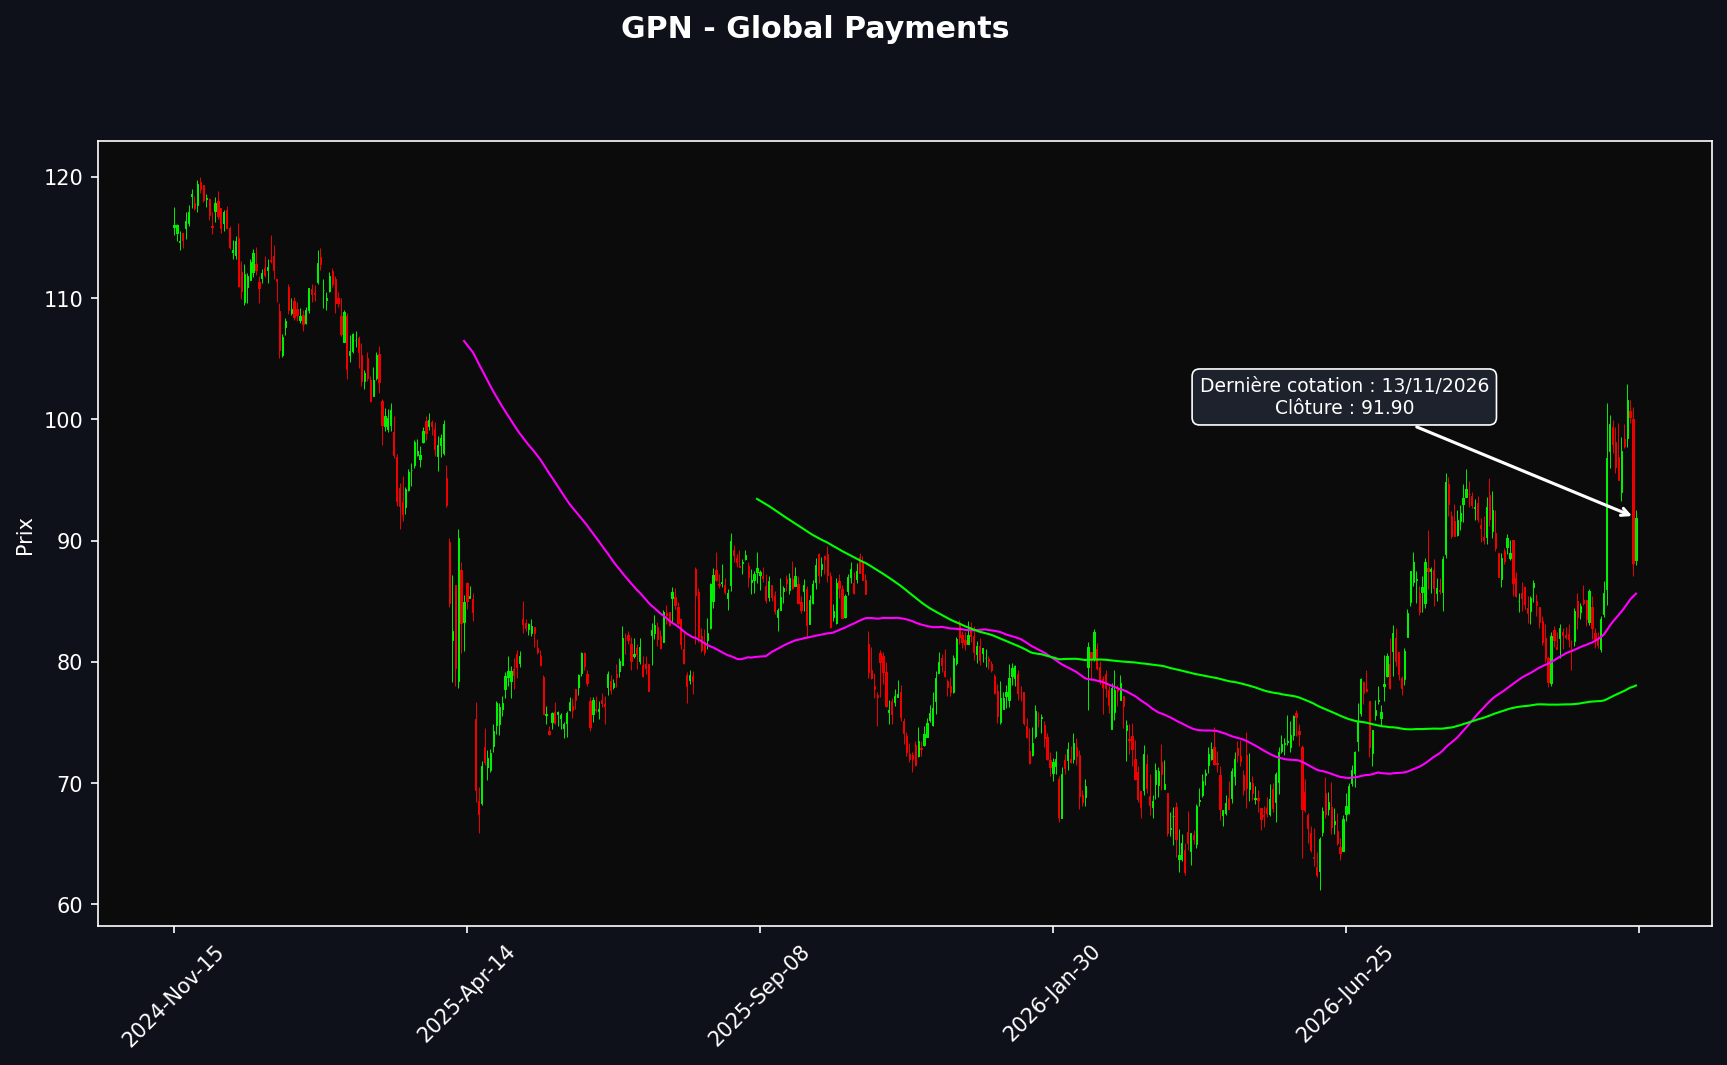 GPN - Global Payments
Prix
120
110
100
90
80
70
60
Dernière cotation : 13/11/2026
Clôture : 91.90
2024-Nov-15
2025-Apr-14
2025-Sep-08
2026-Jan-30
2026-Jun-25